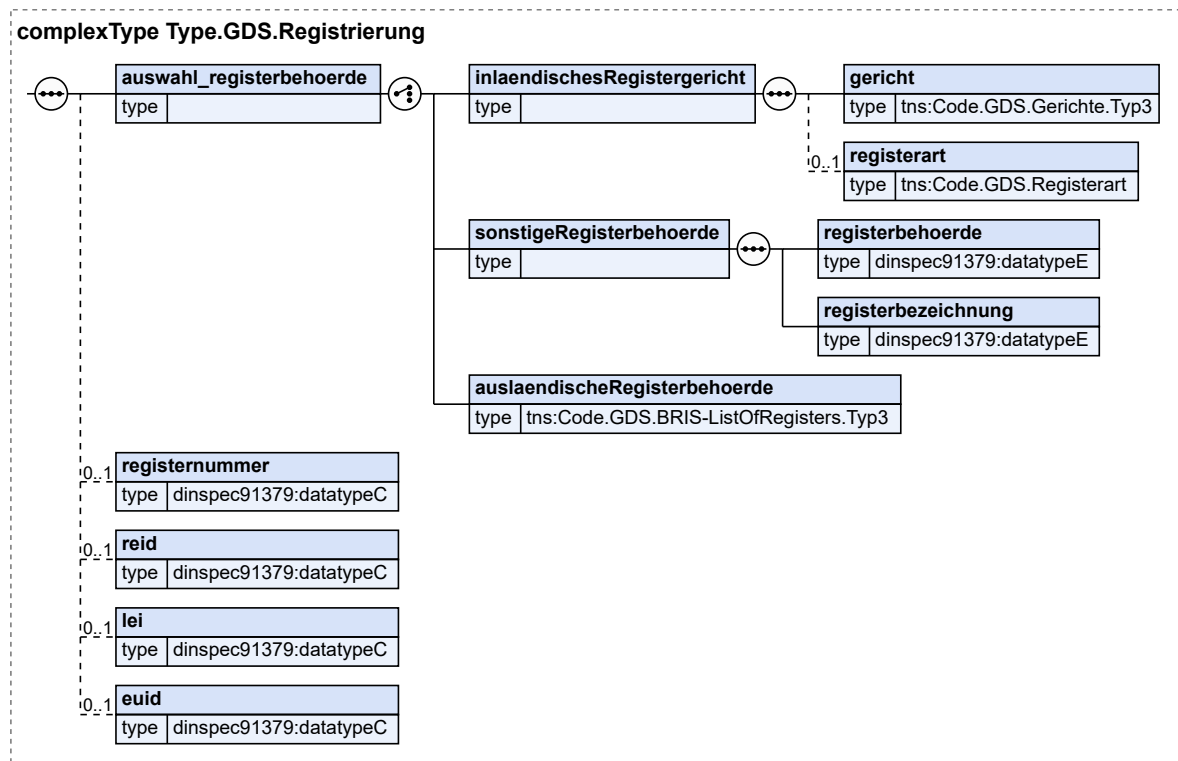 complexType Type.GDS.Registrierung
auswahl_registerbehoerde
type
inlaendischesRegistergericht
type
gericht
type tns:Code.GDS.Gerichte.Typ3
0..1
registerart
type tns:Code.GDS.Registerart
sonstigeRegisterbehoerde
type
registerbehoerde
type dinspec91379:datatypeE
registerbezeichnung
type dinspec91379:datatypeE
auslaendischeRegisterbehoerde
type tns:Code.GDS.BRIS-ListOfRegisters.Typ3
0..1
registernummer
type dinspec91379:datatypeC
0..1
reid
type dinspec91379:datatypeC
0..1
lei
type dinspec91379:datatypeC
0..1
euid
type dinspec91379:datatypeC